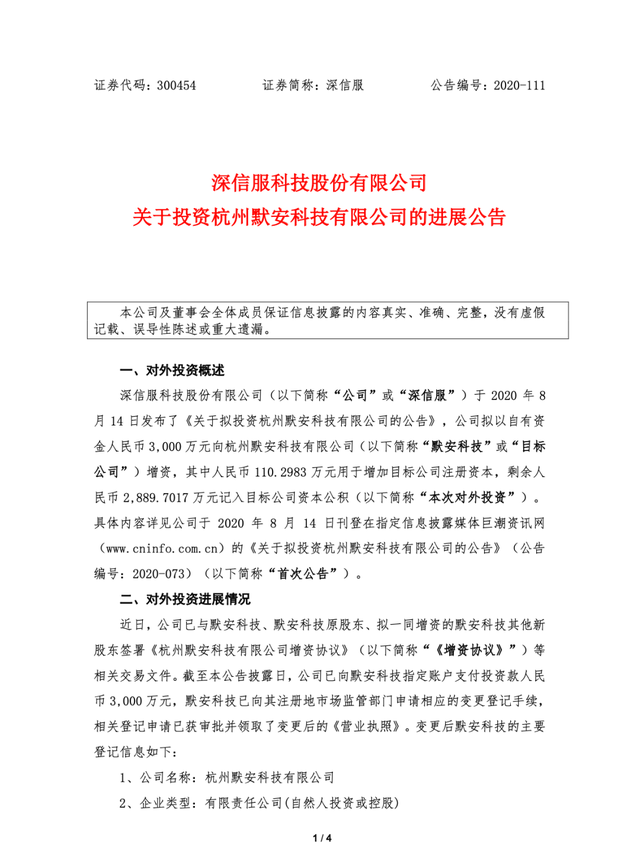 证券代码：300454 证券简称：深信服 公告编号：2020-111
深信服科技股份有限公司
关于投资杭州默安科技有限公司的进展公告
本公司及董事会全体成员保证信息披露的内容真实、准确、完整，没有虚假
记载、误导性陈述或重大遗漏。
一、对外投资概述
深信服科技股份有限公司（以下简称“公司”或“深信服”）于 2020 年 8
月 14 日发布了《关于拟投资杭州默安科技有限公司的公告》，公司拟以自有资
金人民币 3,000 万元向杭州默安科技有限公司（以下简称“默安科技”或“目标
公司”）增资，其中人民币 110.2983 万元用于增加目标公司注册资本，剩余人
民币 2,889.7017 万元记入目标公司资本公积（以下简称“本次对外投资”）。
具体内容详见公司于 2020 年 8 月 14 日刊登在指定信息披露媒体巨潮资讯网
（www.cninfo.com.cn）的《关于拟投资杭州默安科技有限公司的公告》（公告
编号：2020-073）（以下简称“首次公告”）。
二、对外投资进展情况
近日，公司已与默安科技、默安科技原股东、拟一同增资的默安科技其他新
股东签署《杭州默安科技有限公司增资协议》（以下简称“《增资协议》”）等
相关交易文件。截至本公告披露日，公司已向默安科技指定账户支付投资款人民
币 3,000 万元，默安科技已向其注册地市场监管部门申请相应的变更登记手续，
相关登记申请已获审批并领取了变更后的《营业执照》。变更后默安科技的主要
登记信息如下：
1、公司名称：杭州默安科技有限公司
2、企业类型：有限责任公司(自然人投资或控股)
1 / 4